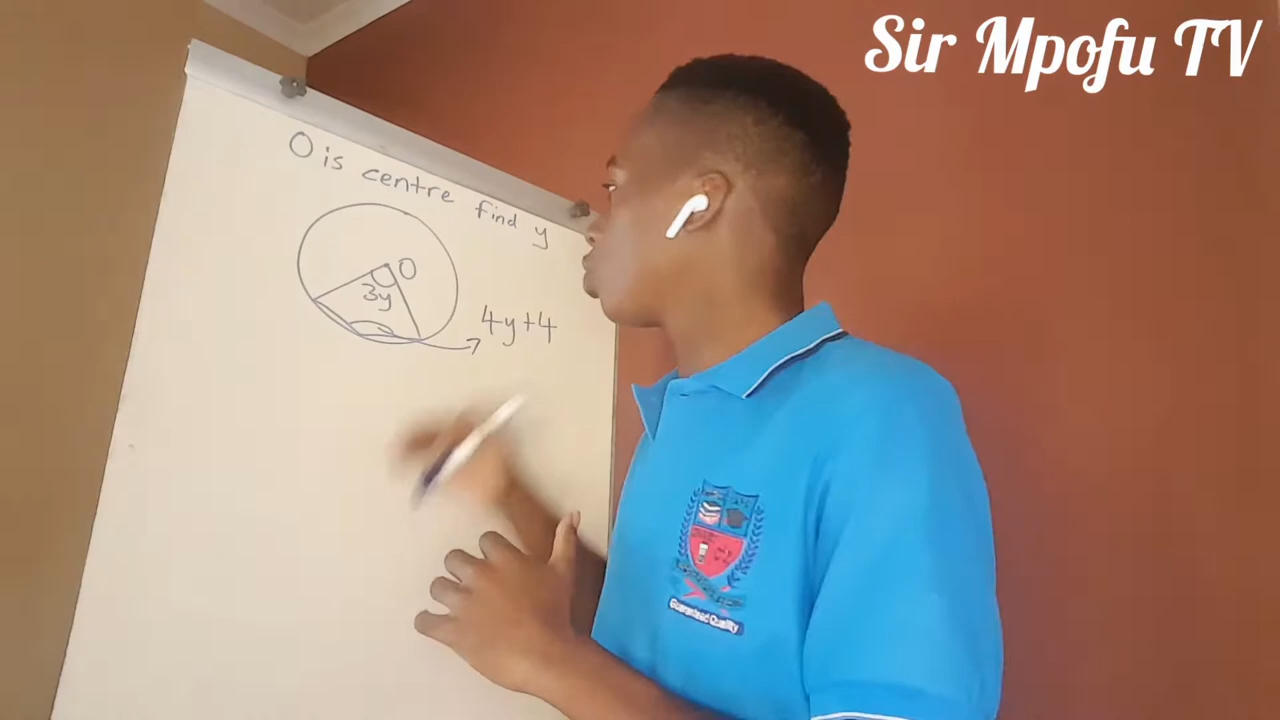 Sir Mpofu TV
O is centre find y
O
3y
4y+4
Guaranteed Quality